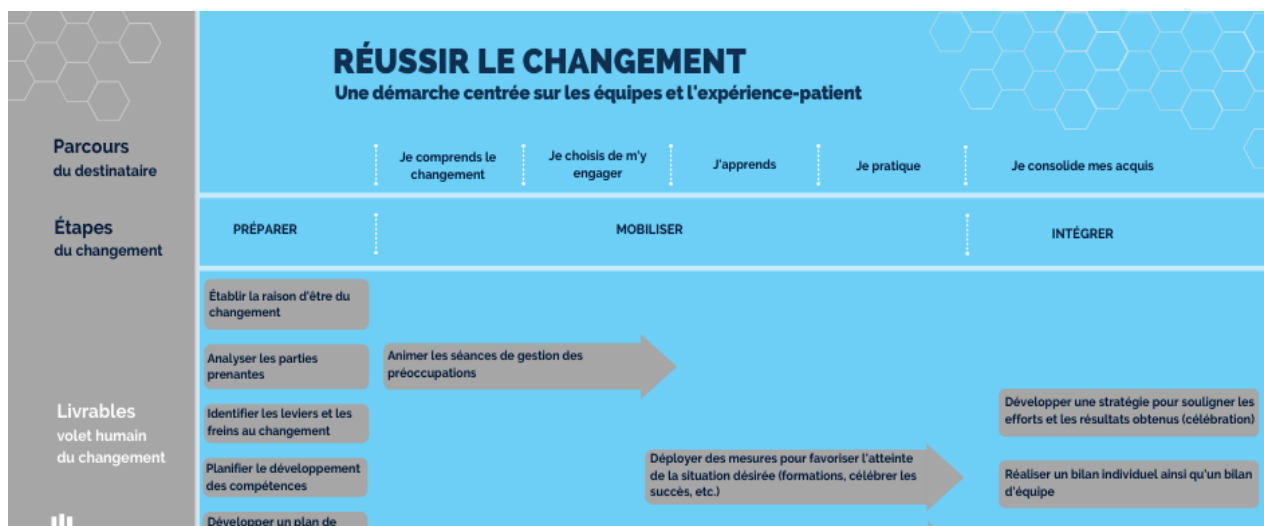 RÉUSSIR LE CHANGEMENT
Une démarche centrée sur les équipes et l'expérience-patient
Parcours
du destinataire
Je comprends le
changement
Je choisis de m'y
engager
J'apprends
Je pratique
Je consolide mes acquis
Étapes
du changement
PRÉPARER
MOBILISER
INTÉGRER
Livrables
volet humain
du changement
Établir la raison d'être du
changement
Analyser les parties
prenantes
Identifier les leviers et les
freins au changement
Planifier le développement
des compétences
Développer un plan de
Animer les séances de gestion des
préoccupations
Déployer des mesures pour favoriser l'atteinte
de la situation désirée (formations, célébrer les
succès, etc.)
Développer une stratégie pour souligner les
efforts et les résultats obtenus (célébration)
Réaliser un bilan individuel ainsi qu'un bilan
d'équipe